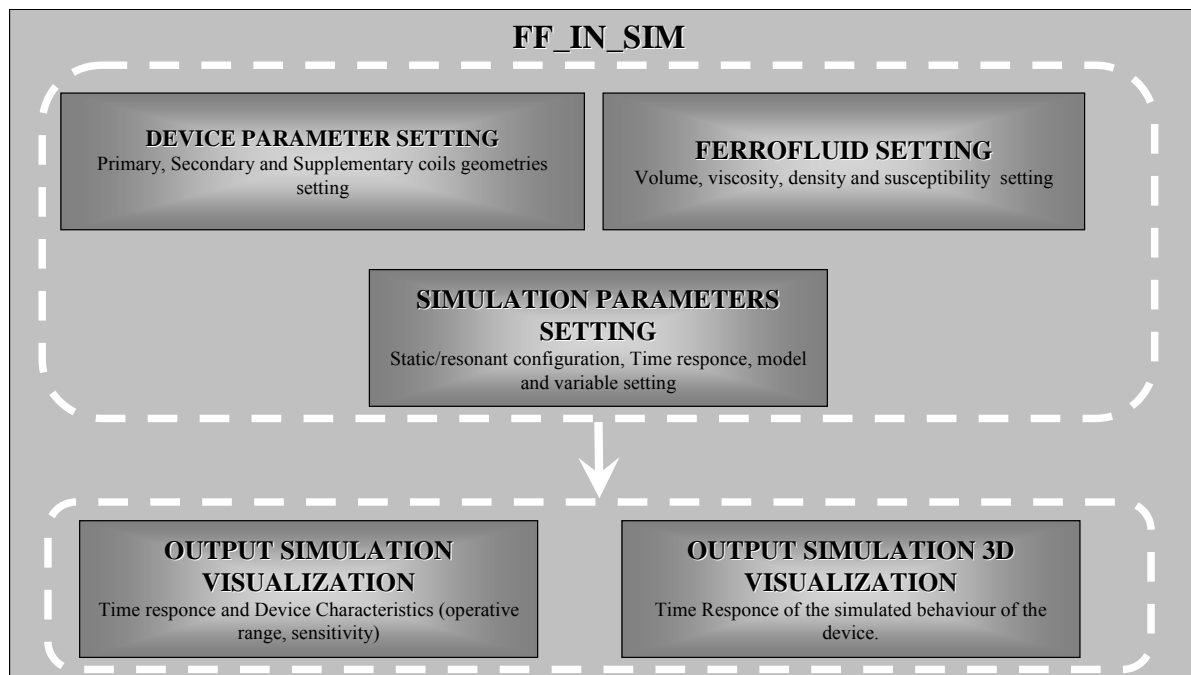 FF_IN_SIM
DEVICE PARAMETER SETTING
Primary, Secondary and Supplementary coils geometries
setting
FERROFLUID SETTING
Volume, viscosity, density and susceptibility setting
SIMULATION PARAMETERS
SETTING
Static/resonant configuration, Time responce, model
and variable setting
OUTPUT SIMULATION
VISUALIZATION
Time responce and Device Characteristics (operative
range, sensitivity)
OUTPUT SIMULATION 3D
VISUALIZATION
Time Responce of the simulated behaviour of the
device.